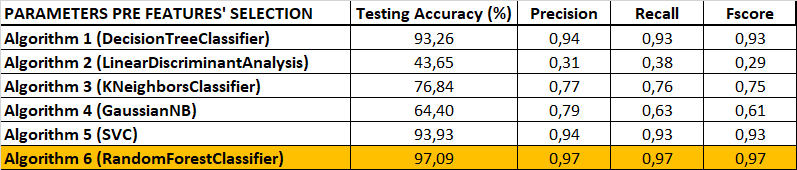 PARAMETERS PRE FEATURES' SELECTION Testing Accuracy (%) Precision Recall Fscore
Algorithm 1 (DecisionTreeClassifier) 93,26 0,94 0,93 0,93
Algorithm 2 (LinearDiscriminantAnalysis) 43,65 0,31 0,38 0,29
Algorithm 3 (KNeighborsClassifier) 76,84 0,77 0,76 0,75
Algorithm 4 (GaussianNB) 64,40 0,79 0,63 0,61
Algorithm 5 (SVC) 93,93 0,94 0,93 0,93
Algorithm 6 (RandomForestClassifier) 97,09 0,97 0,97 0,97